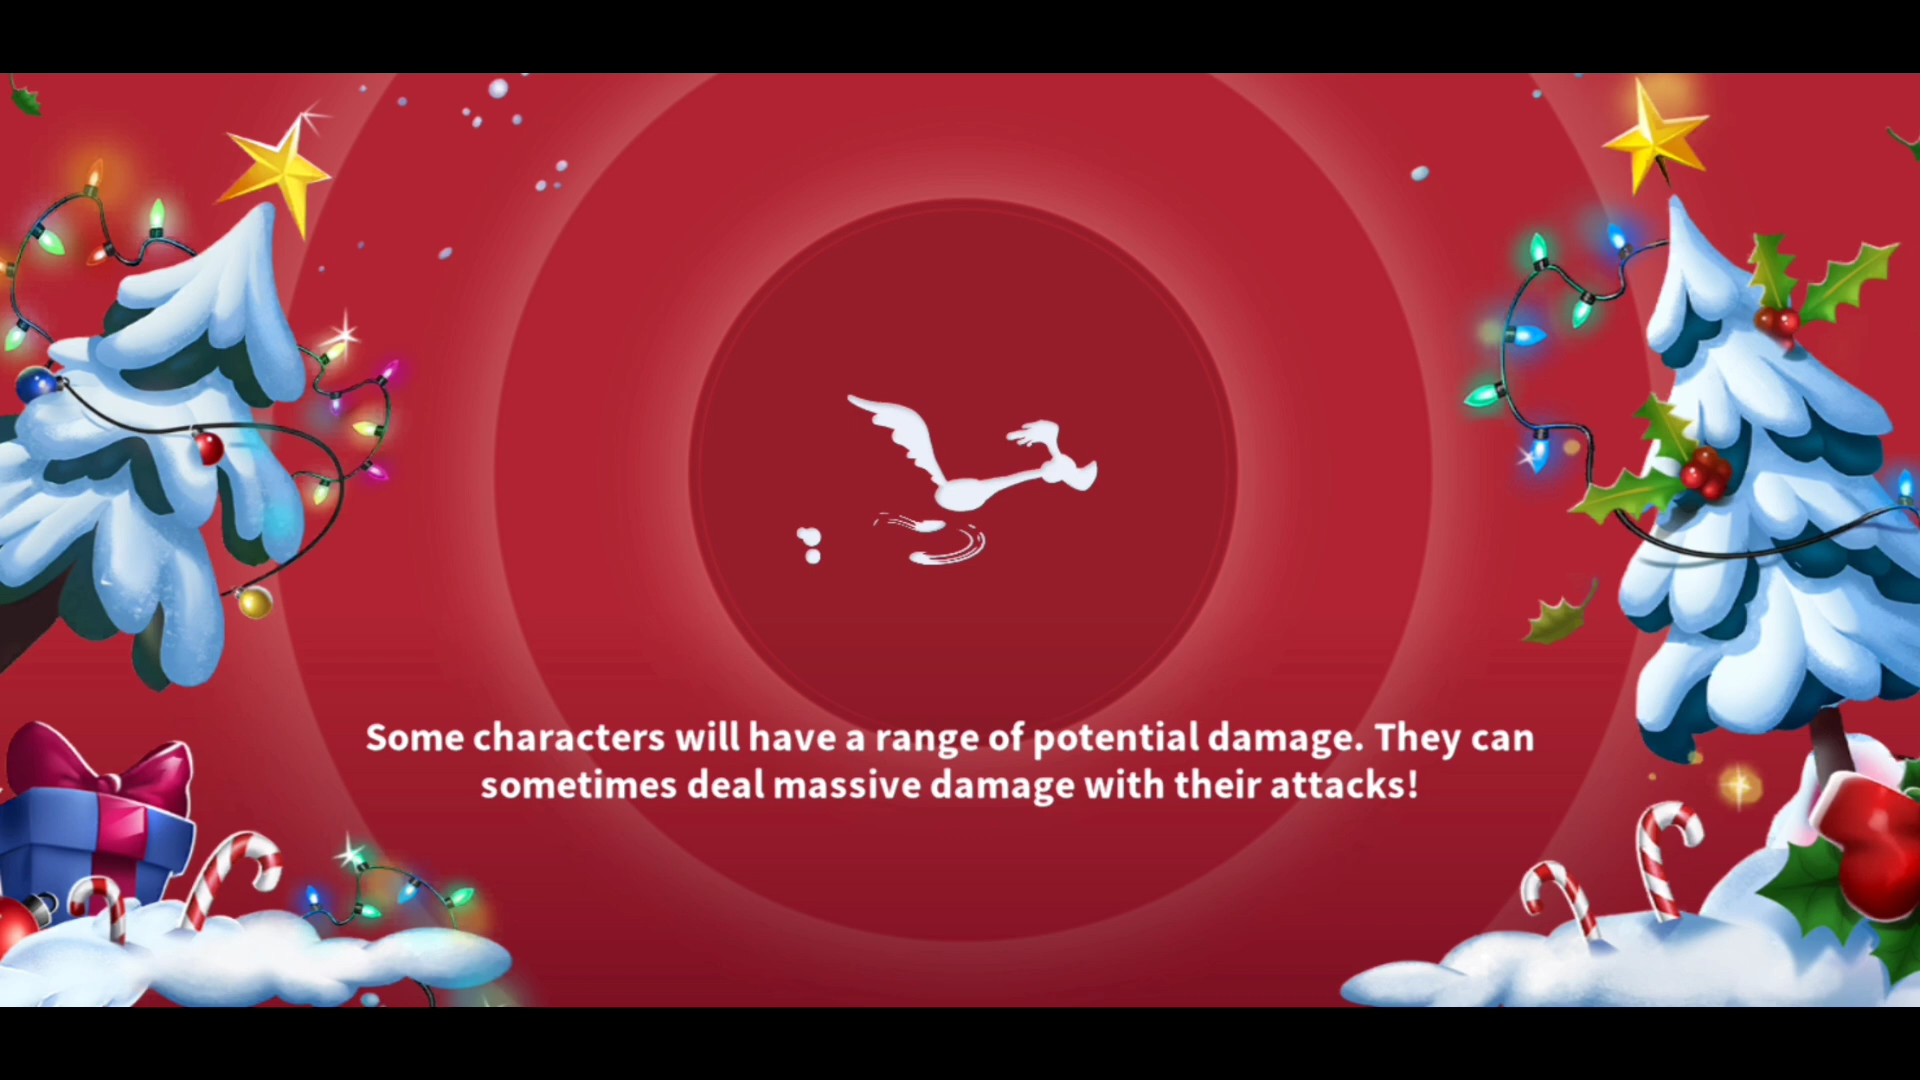 Some characters will have a range of potential damage. They can
sometimes deal massive damage with their attacks!